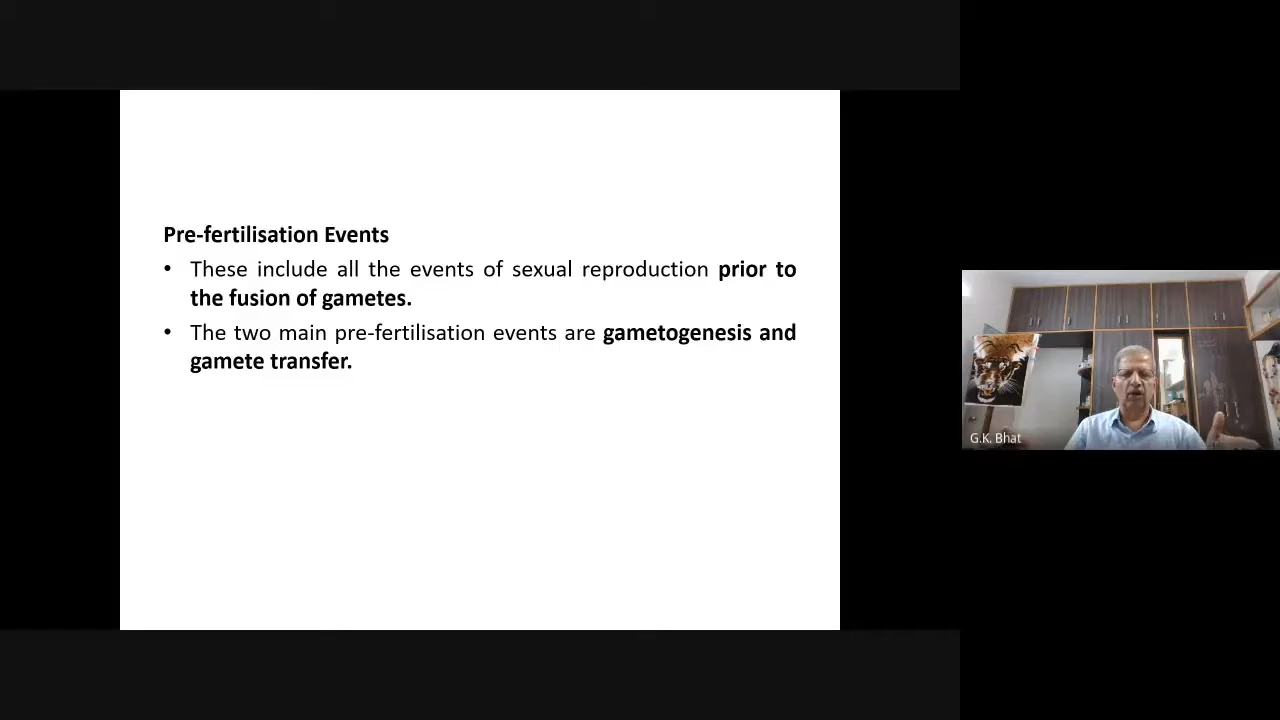 Pre-fertilisation Events
• These include all the events of sexual reproduction prior to
the fusion of gametes.
• The two main pre-fertilisation events are gametogenesis and
gamete transfer.
G.K. Bhat